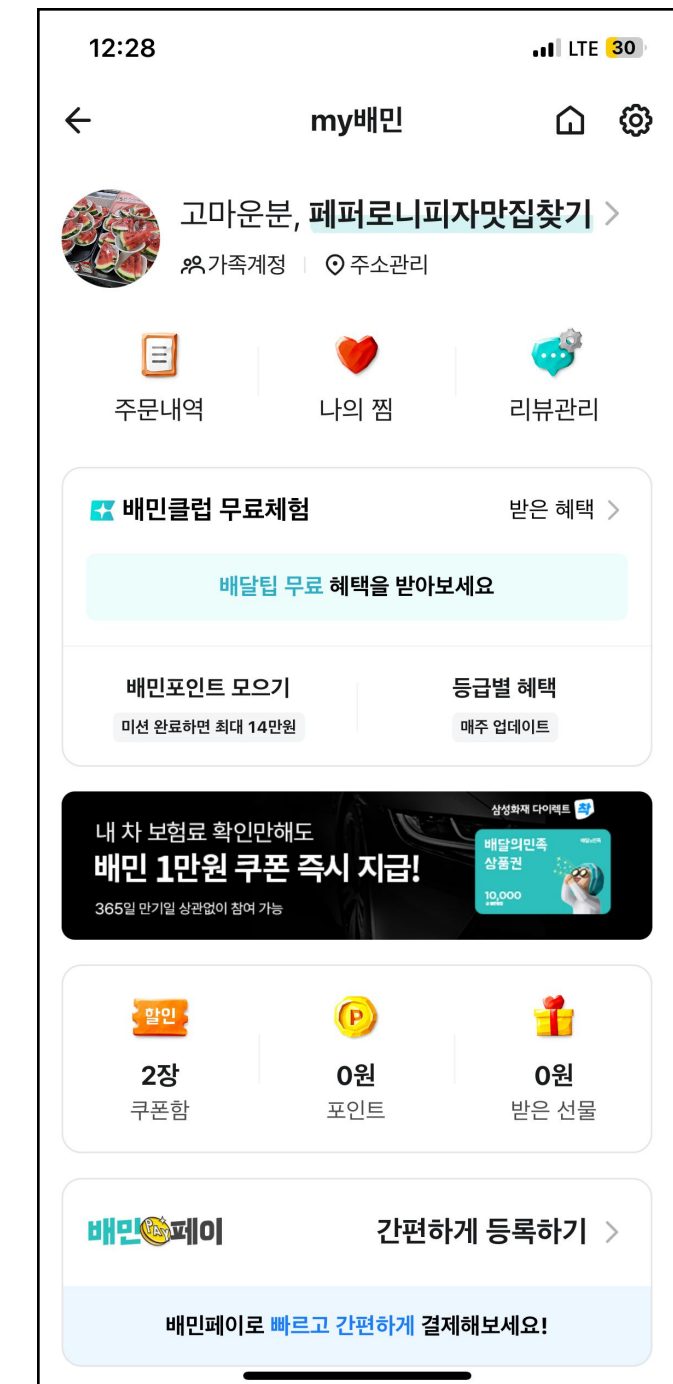 12:28
LTE 30
my배민
고마운분, 페퍼로니피자맛집찾기
가족계정 주소관리
주문내역 나의 찜 리뷰관리
배민클럽 무료체험 받은 혜택
배달팁 무료 혜택을 받아보세요
배민포인트 모으기 등급별 혜택
미션 완료하면 최대 14만원 매주 업데이트
삼성화재 다이렉트 착
내 차 보험료 확인만해도
배민 1만원 쿠폰 즉시 지급!
365일 만기일 상관없이 참여 가능
배달의민족
상품권
10,000
할인 P
2장 0원 0원
쿠폰함 포인트 받은 선물
배민PAY페이 간편하게 등록하기
배민페이로 빠르고 간편하게 결제해보세요!